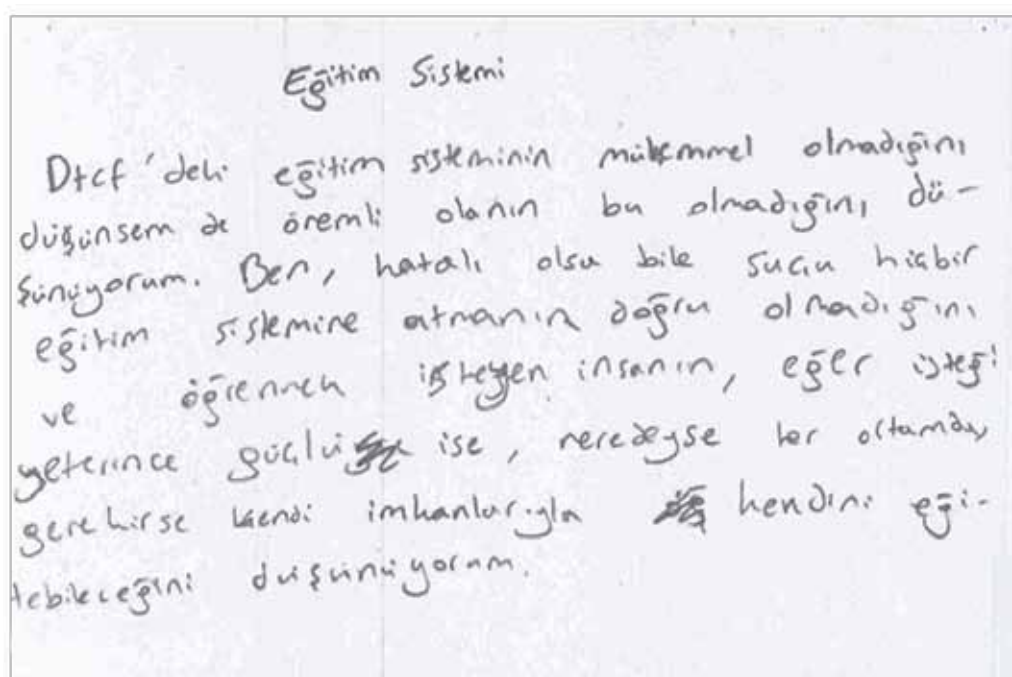 Eğitim Sistemi
Dtcf'deki eğitim sisteminin mükemmel olmadığını
düşünsem de önemli olanın bu olmadığını dü-
şünüyorum. Ben, hatalı olsa bile suçu hiçbir
eğitim sistemine atmanın doğru olmadığını
ve öğrenmek isteyen insanın, eğer isteği
yeterince güçlü ise, neredeyse her ortamda,
gerekirse kendi imkanlarıyla kendini eği-
tebileceğini düşünüyorum.